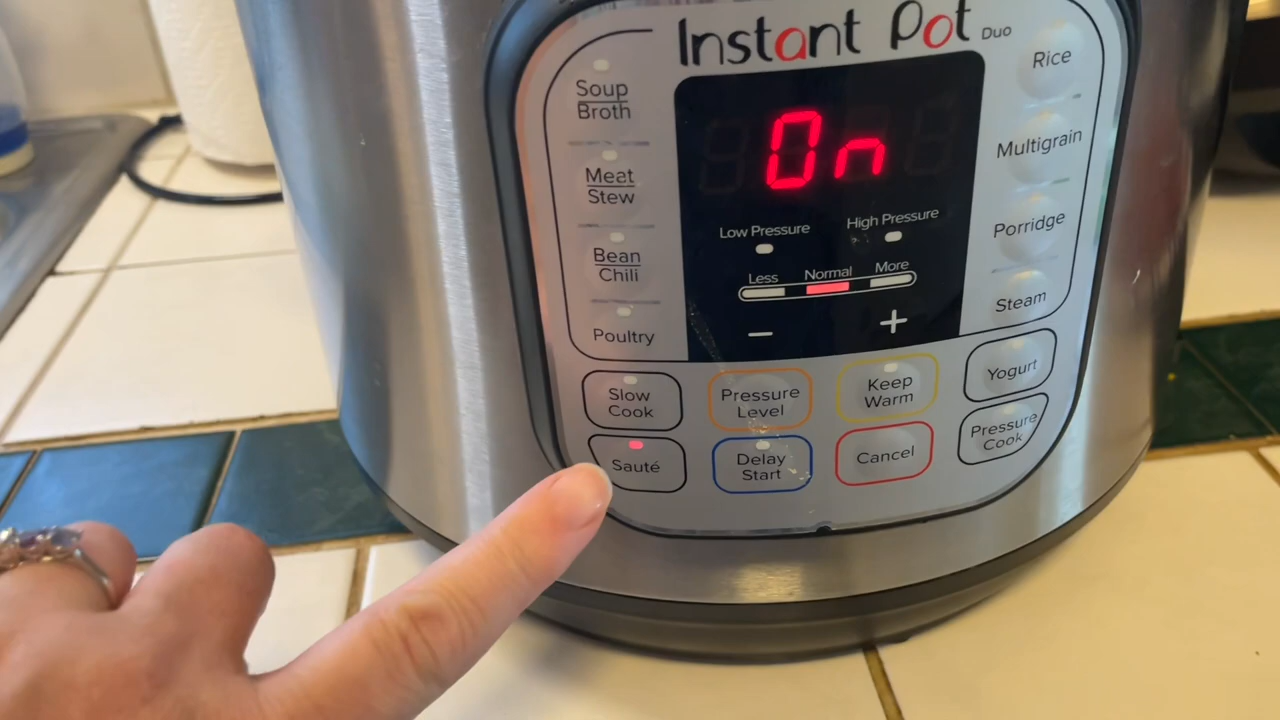 Instant Pot Duo
On
Soup
Broth
Meat
Stew
Bean
Chili
Poultry
Low Pressure
High Pressure
Less
Normal
More
− +
Rice
Multigrain
Porridge
Steam
Slow
Cook
Pressure
Level
Keep
Warm
Yogurt
Sauté
Delay
Start
Cancel
Pressure
Cook